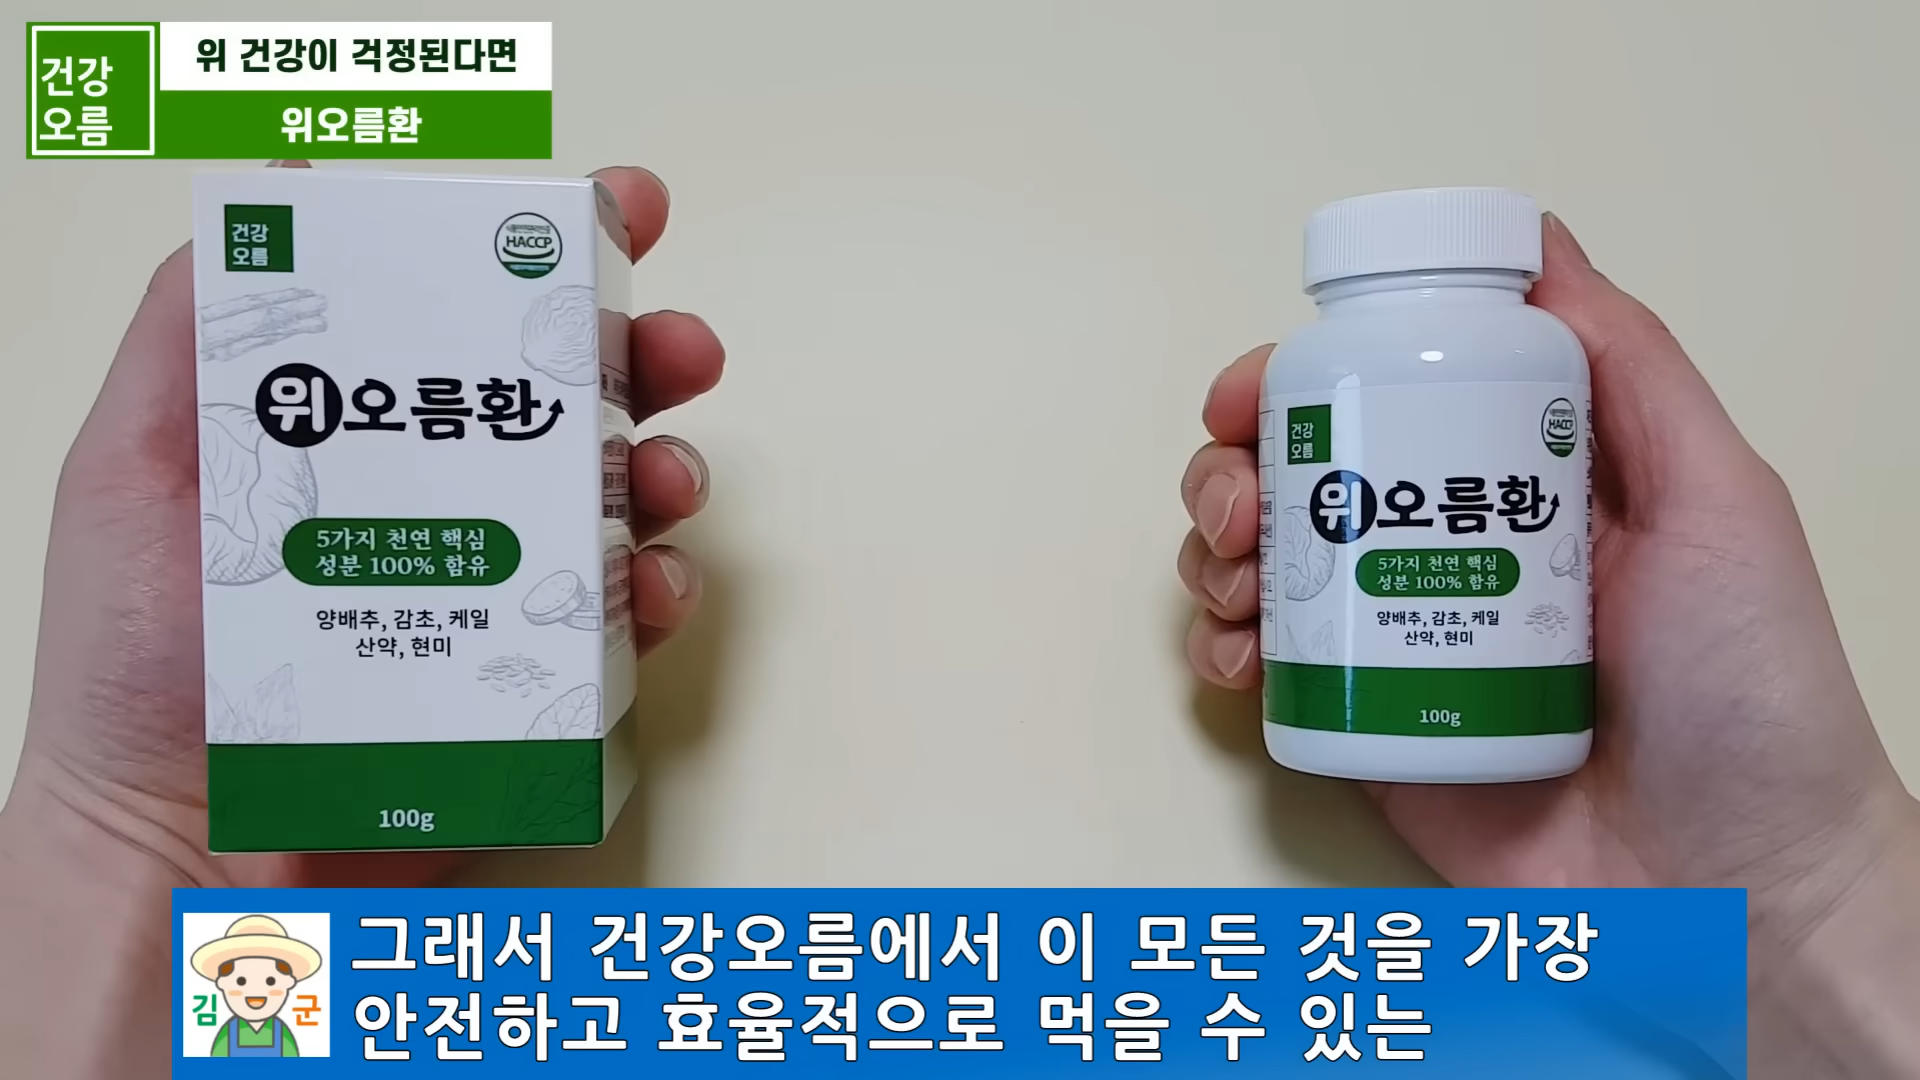 건강
오름
위 건강이 걱정된다면
위오름환
건강
오름
HACCP
위오름환
5가지 천연 핵심
성분 100% 함유
양배추, 감초, 케일
산약, 현미
100g
건강
오름
HACCP
위오름환
5가지 천연 핵심
성분 100% 함유
양배추, 감초, 케일
산약, 현미
100g
김 군
그래서 건강오름에서 이 모든 것을 가장
안전하고 효율적으로 먹을 수 있는